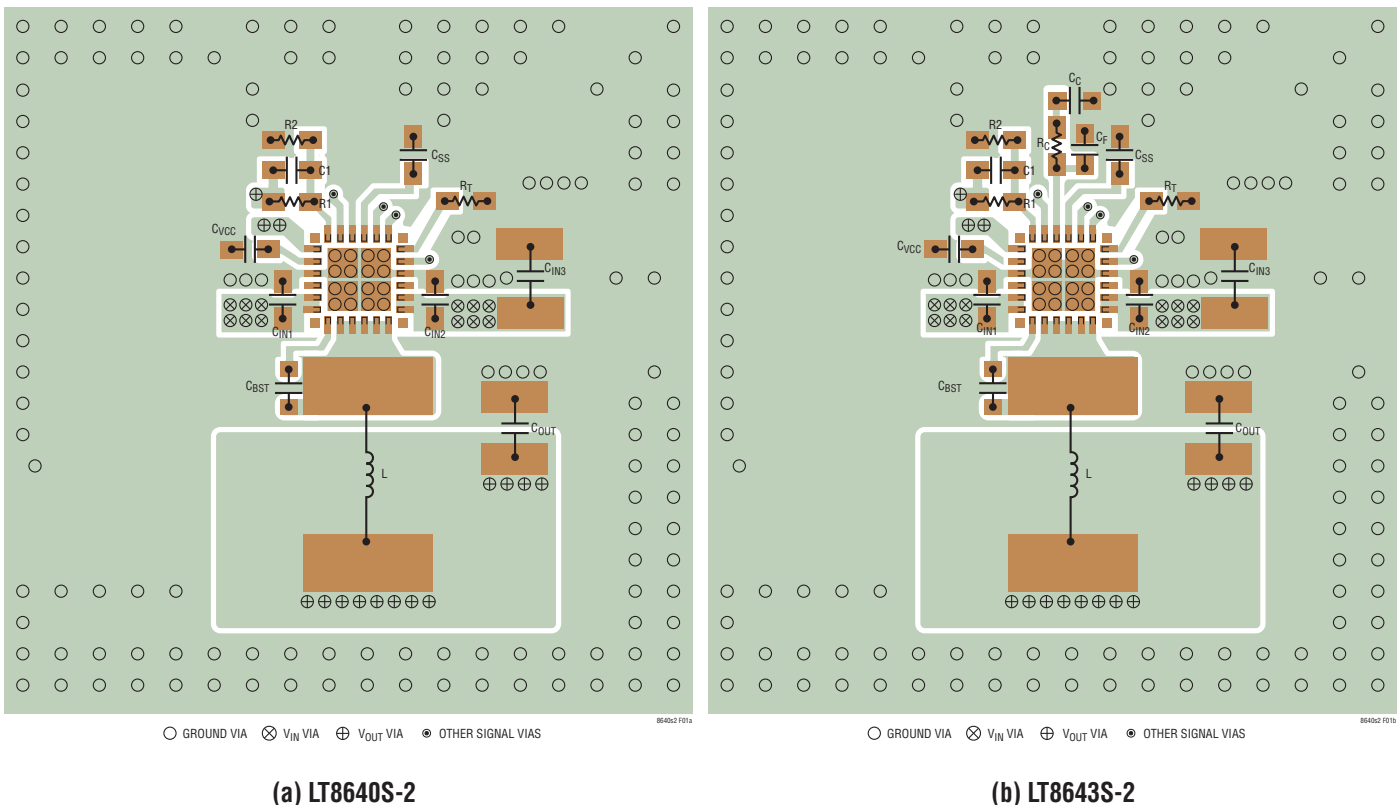 R2
C1
R1
CSS
RT
CVCC
CIN3
CIN1
CIN2
CBST
COUT
L
8640s2 F01a
GROUND VIA VIN VIA VOUT VIA OTHER SIGNAL VIAS
(a) LT8640S-2
CC
R2
RC
CF
C1
CSS
R1
RT
CVCC
CIN3
CIN1
CIN2
CBST
COUT
L
8640s2 F01b
GROUND VIA VIN VIA VOUT VIA OTHER SIGNAL VIAS
(b) LT8643S-2